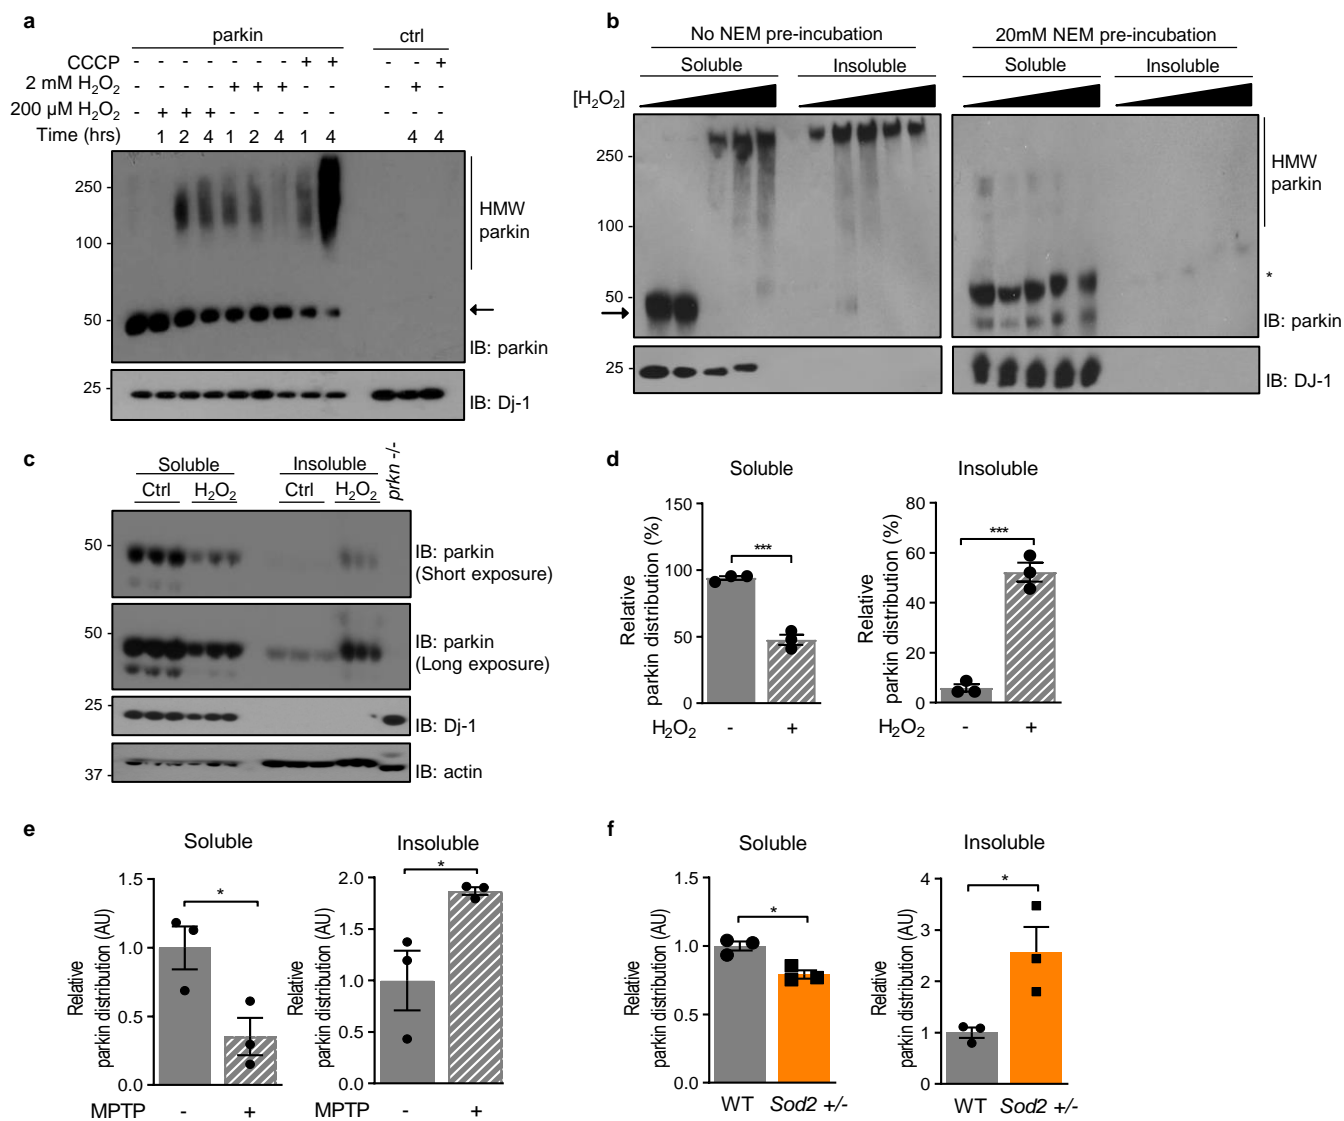 a
parkin
ctrl
CCCP - - - - - - - + + - - +
2 mM H₂O₂ - - - - + + + - - - + -
200 µM H₂O₂ - + + + - - - - - - - -
Time (hrs) 1 2 4 1 2 4 1 4 4 4
250
100
50
25
HMW
parkin
←
IB: parkin
IB: Dj-1
b
No NEM pre-incubation
20mM NEM pre-incubation
Soluble
Insoluble
Soluble
Insoluble
[H₂O₂]
250
100
50
→
25
HMW
parkin
*
IB: parkin
IB: DJ-1
c
Soluble
Insoluble
prkn -/-
Ctrl
H₂O₂
Ctrl
H₂O₂
50
IB: parkin
(Short exposure)
50
IB: parkin
(Long exposure)
25
IB: Dj-1
37
IB: actin
d
Soluble
Relative
parkin distribution (%)
150
100
50
0
***
H₂O₂ - +
Insoluble
Relative
parkin distribution (%)
80
60
40
20
0
***
H₂O₂ - +
e
Soluble
Relative
parkin distribution (AU)
1.5
1.0
0.5
0.0
*
MPTP - +
Insoluble
Relative
parkin distribution (AU)
2.0
1.5
1.0
0.5
0.0
*
MPTP - +
f
Soluble
Relative
parkin distribution (AU)
1.5
1.0
0.5
0.0
*
WT Sod2 +/-
Insoluble
Relative
parkin distribution (AU)
4
3
2
1
0
*
WT Sod2 +/-